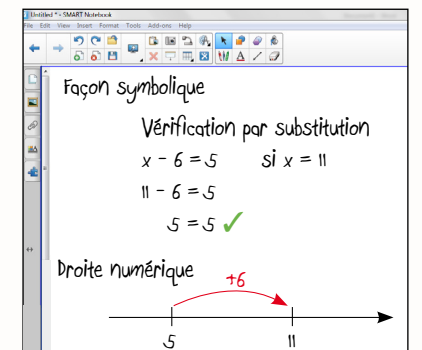 Untitled * - SMART Notebook
File Edit View Insert Format Tools Add-ons Help
Façon symbolique
Vérification par substitution
x - 6 = 5 si x = 11
11 - 6 = 5
5 = 5 ✓
Droite numérique
+6
5 11